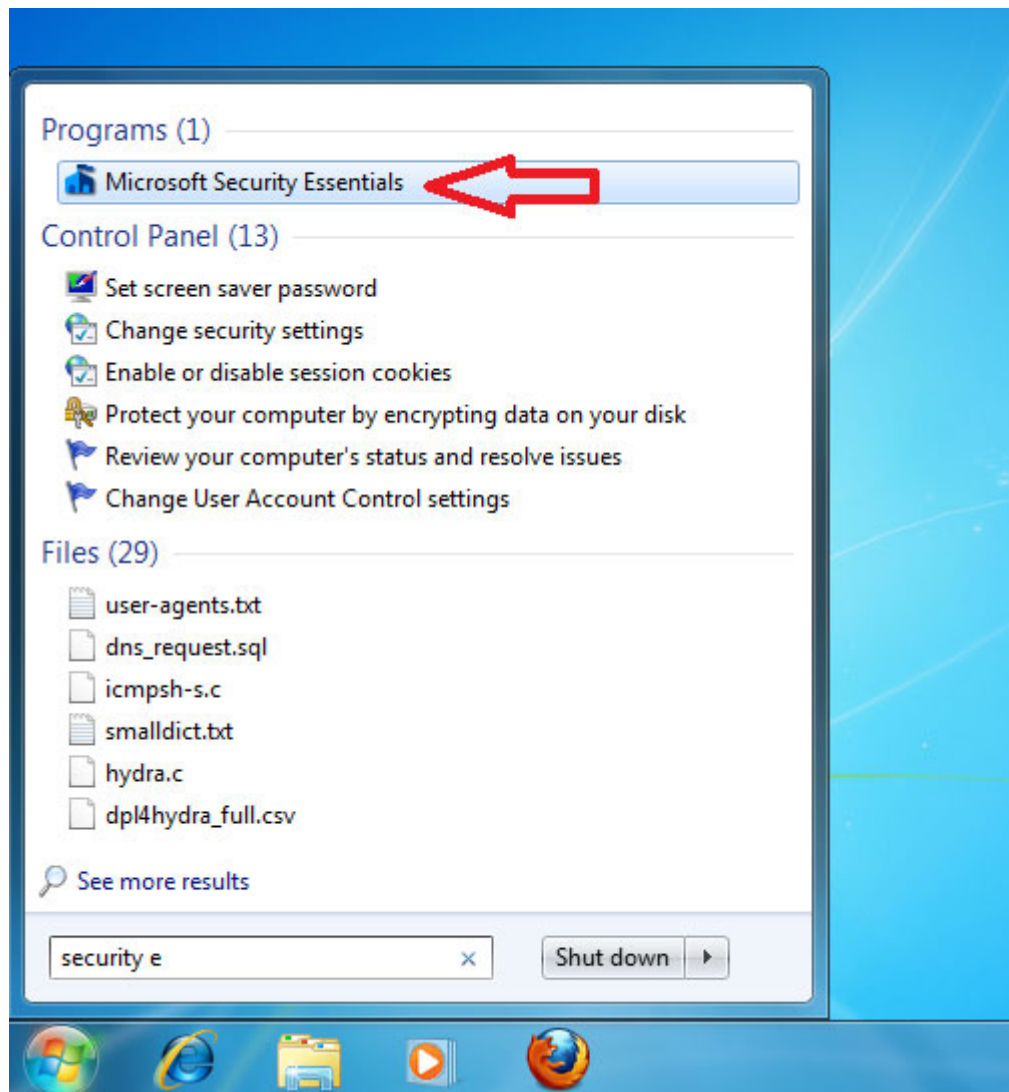 Programs (1)
Microsoft Security Essentials
Control Panel (13)
Set screen saver password
Change security settings
Enable or disable session cookies
Protect your computer by encrypting data on your disk
Review your computer's status and resolve issues
Change User Account Control settings
Files (29)
user-agents.txt
dns_request.sql
icmpsh-s.c
smalldict.txt
hydra.c
dpl4hydra_full.csv
See more results
security e
Shut down